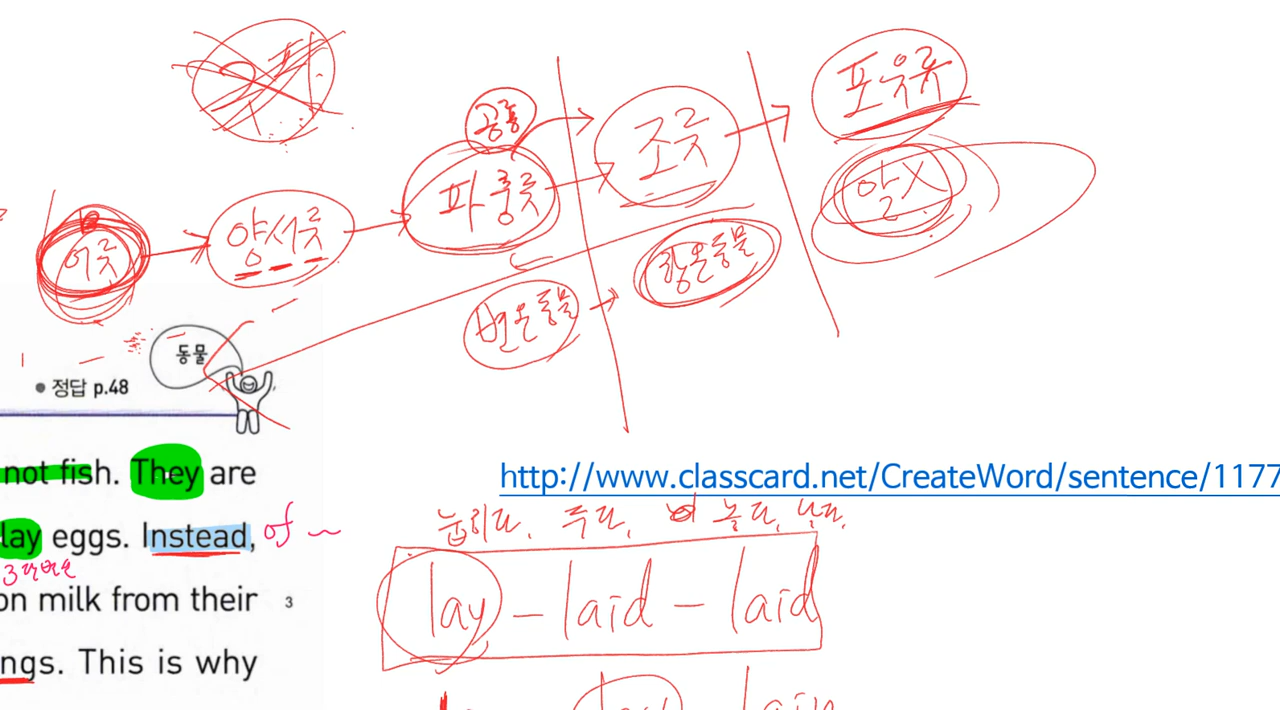 포유류
공룡
조류
파충류
알X
양서류
어류
항온동물
변온동물
동물
정답 p.48
not fish. They are
http://www.classcard.net/CreateWord/sentence/1177
눕히다, 두다, 놓다, 낳다.
lay eggs. Instead, of ~
on milk from their 3
lay - laid - laid
ngs. This is why
lain